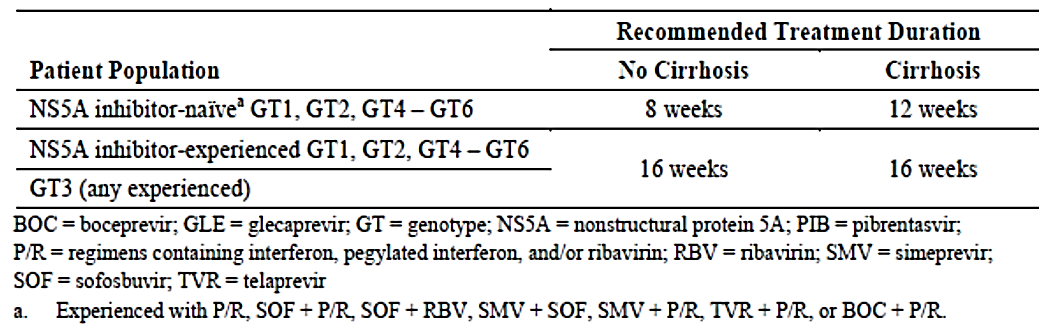 Recommended Treatment Duration
Patient Population No Cirrhosis Cirrhosis
NS5A inhibitor-naïveª GT1, GT2, GT4 – GT6 8 weeks 12 weeks
NS5A inhibitor-experienced GT1, GT2, GT4 – GT6
16 weeks 16 weeks
GT3 (any experienced)
BOC = boceprevir; GLE = glecaprevir; GT = genotype; NS5A = nonstructural protein 5A; PIB = pibrentasvir;
P/R = regimens containing interferon, pegylated interferon, and/or ribavirin; RBV = ribavirin; SMV = simeprevir;
SOF = sofosbuvir; TVR = telaprevir
a. Experienced with P/R, SOF + P/R, SOF + RBV, SMV + SOF, SMV + P/R, TVR + P/R, or BOC + P/R.